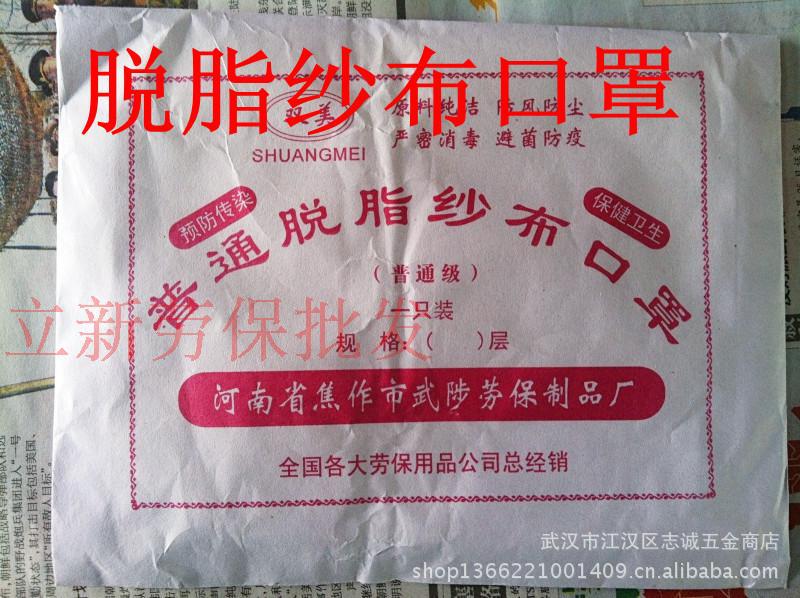 脱脂纱布口罩
双美
SHUANGMEI
原料纯洁 防风防尘
严密消毒 避菌防疫
预防传染
保健卫生
普通脱脂纱布口罩
(普通级)
一只装
立新劳保批发
规 格:( )层
河南省焦作市武陟劳保制品厂
全国各大劳保用品公司总经销
武汉市江汉区志诚五金商店
shop1366221001409.cn.alibaba.com